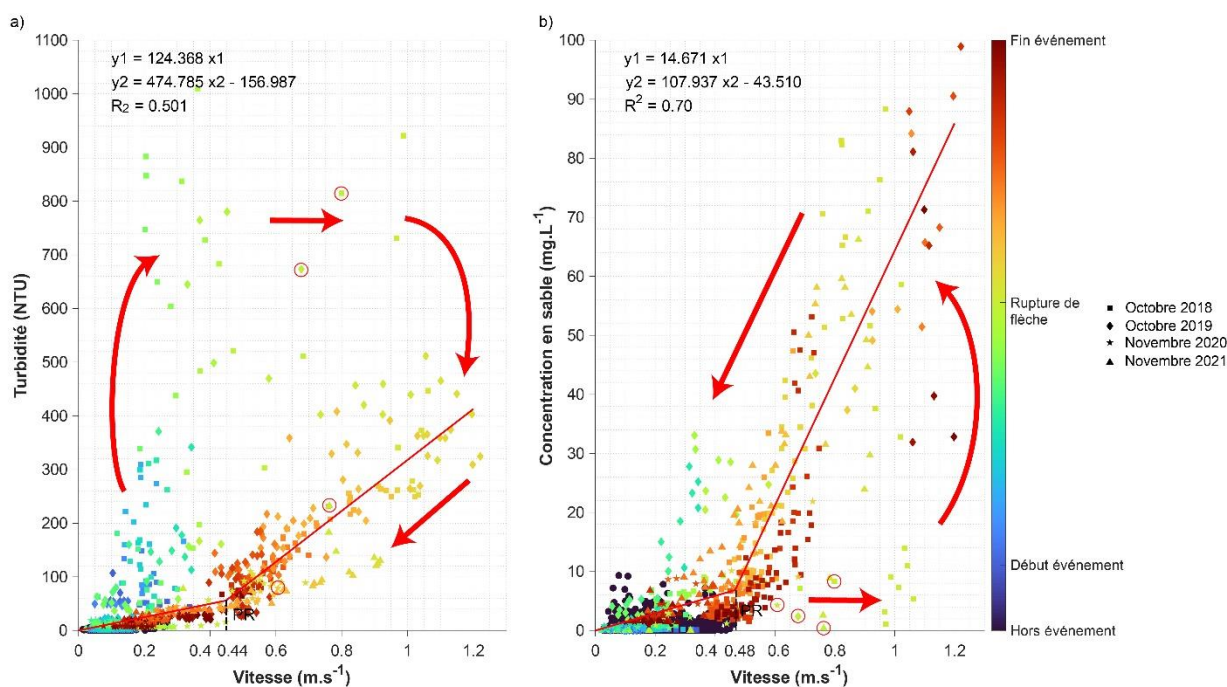 a)
1100
1000
900
800
700
600
500
400
300
200
100
50
0
Turbidité (NTU)
y1 = 124.368 x1
y2 = 474.785 x2 - 156.987
R2 = 0.501
PR
0 0.2 0.4 0.44 0.6 0.8 1 1.2
Vitesse (m.s-1)
b)
100
90
80
70
60
50
40
30
20
10
0
Concentration en sable (mg.L-1)
y1 = 14.671 x1
y2 = 107.937 x2 - 43.510
R2 = 0.70
PR
0 0.2 0.48 0.6 0.8 1 1.2
Vitesse (m.s-1)
Fin événement
Rupture de
flèche
Début événement
Hors événement
Octobre 2018
Octobre 2019
Novembre 2020
Novembre 2021